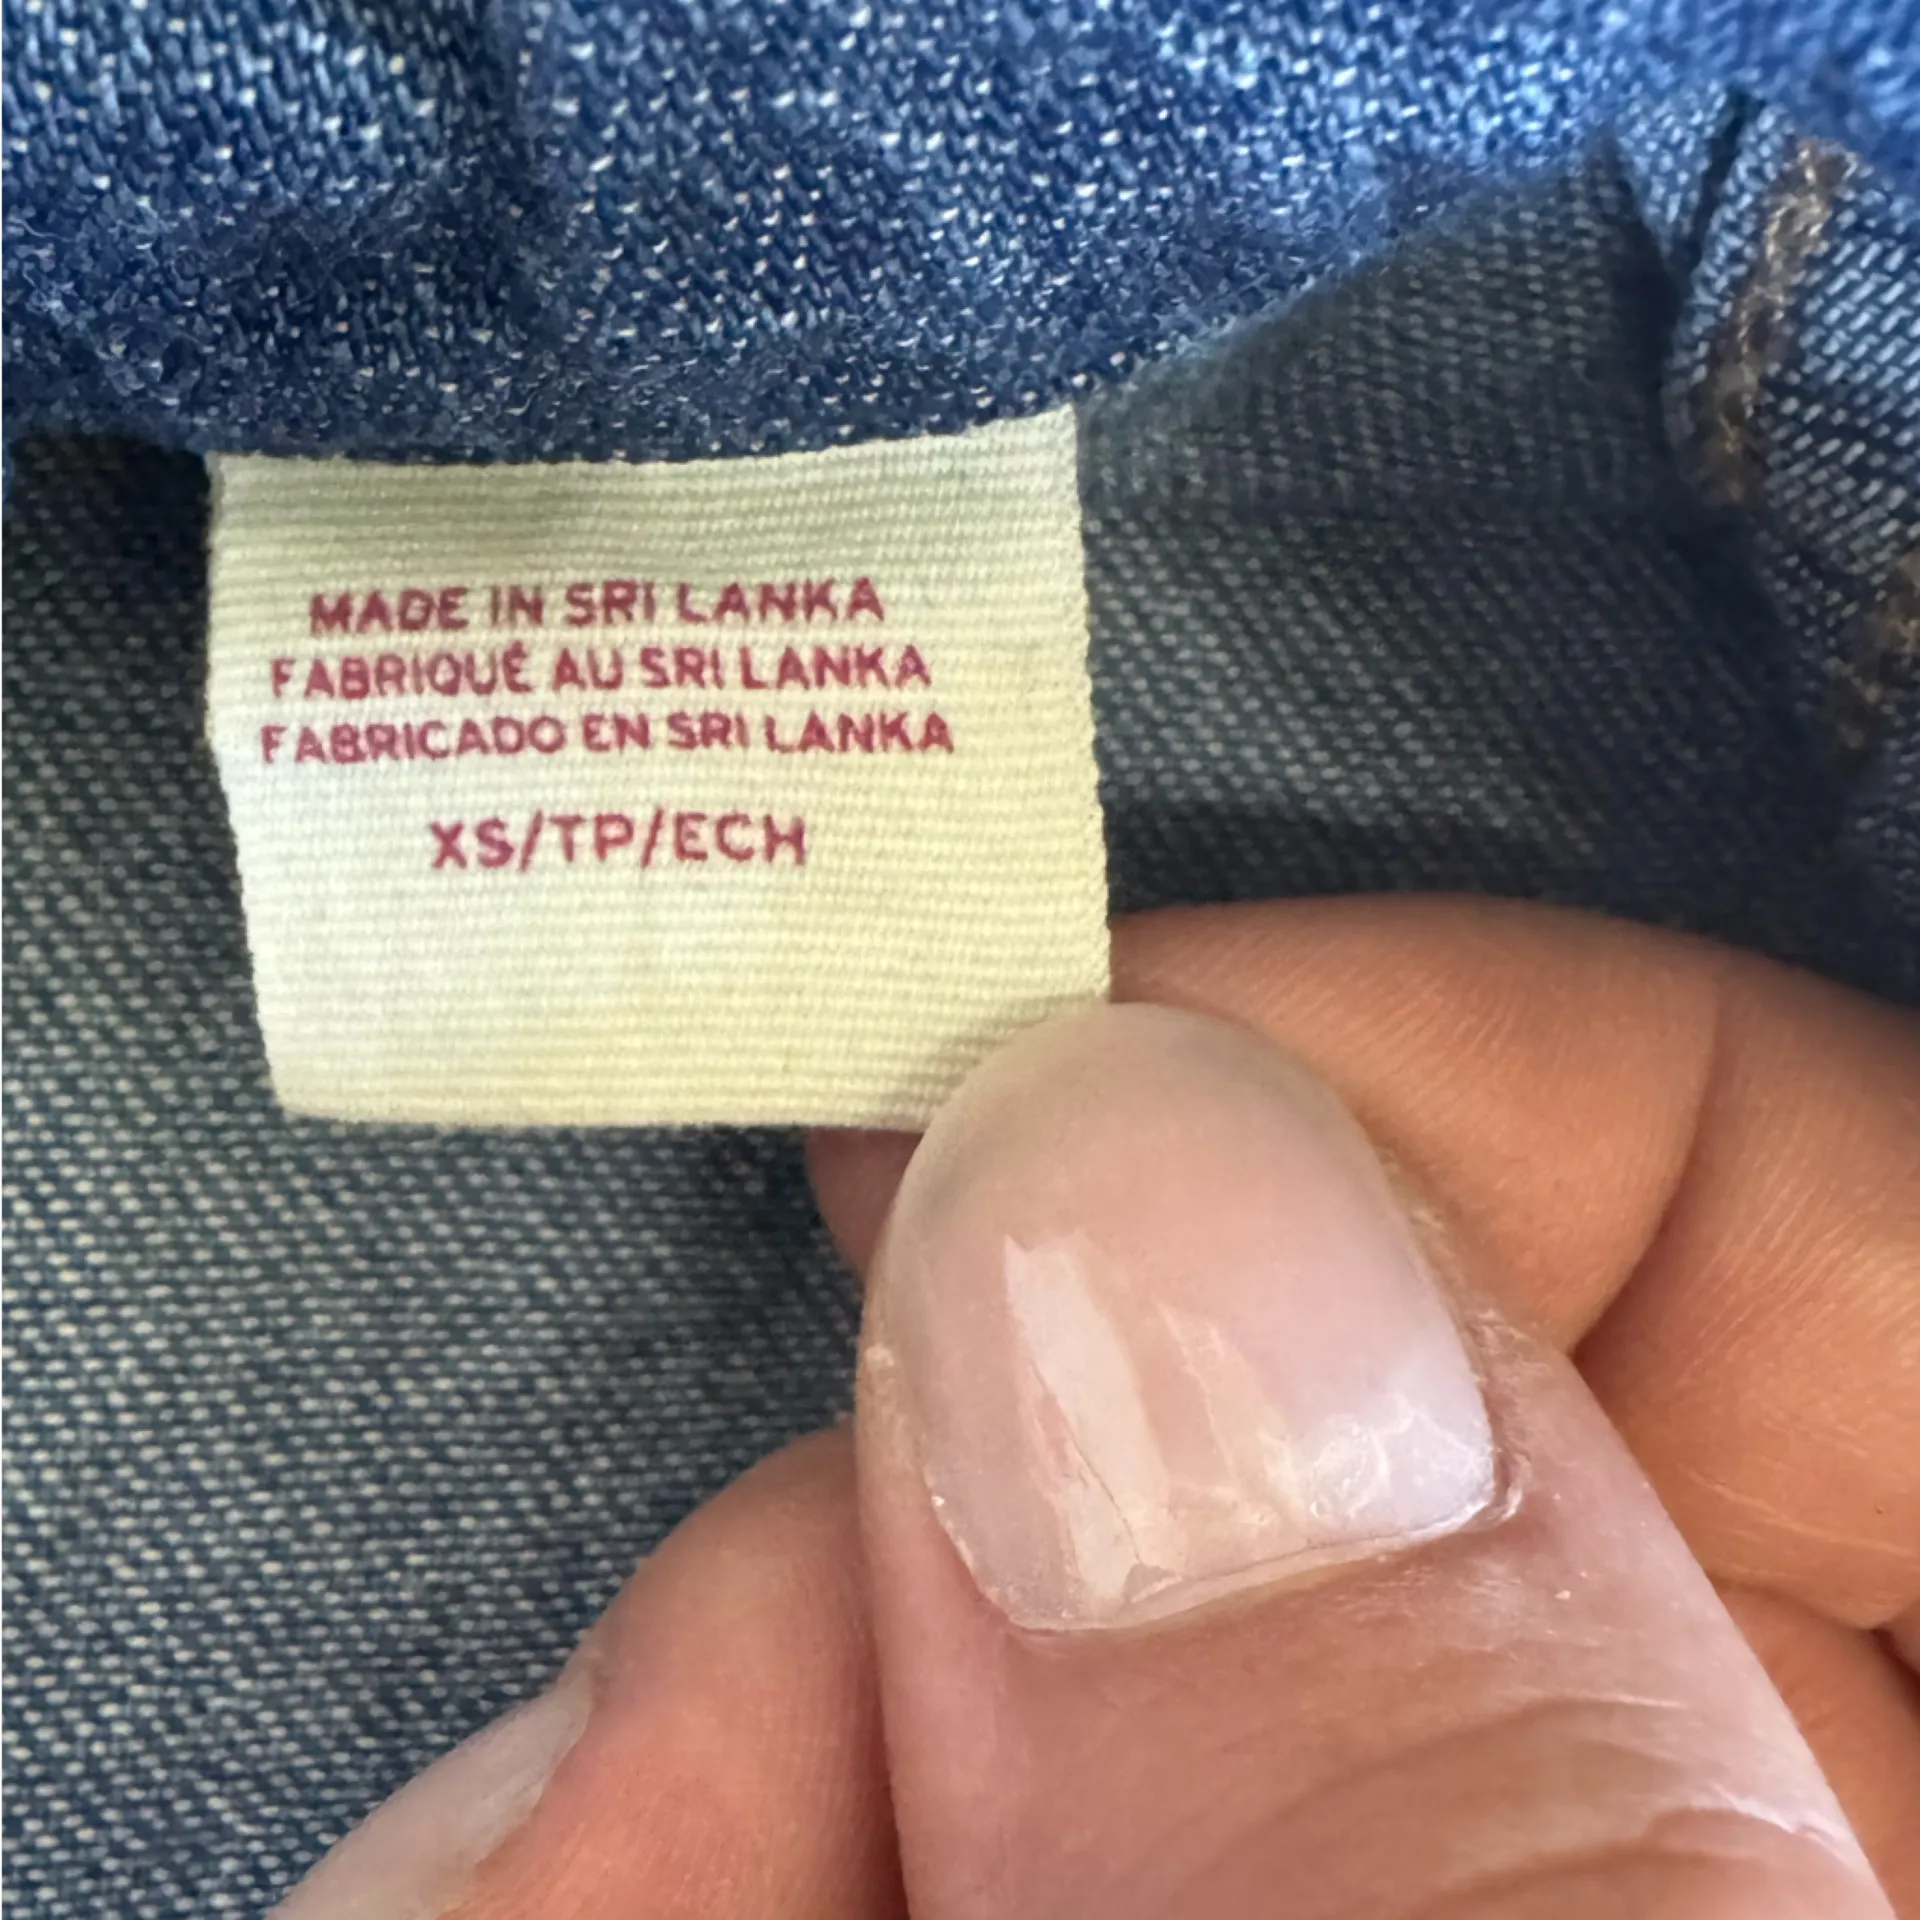 MADE IN SRI LANKA
FABRIQUÉ AU SRI LANKA
FABRICADO EN SRI LANKA
XS/TP/ECH